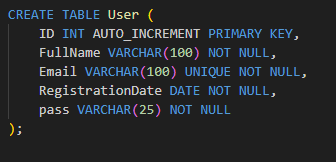 CREATE TABLE User (
    ID INT AUTO_INCREMENT PRIMARY KEY,
    FullName VARCHAR(100) NOT NULL,
    Email VARCHAR(100) UNIQUE NOT NULL,
    RegistrationDate DATE NOT NULL,
    pass VARCHAR(25) NOT NULL
);